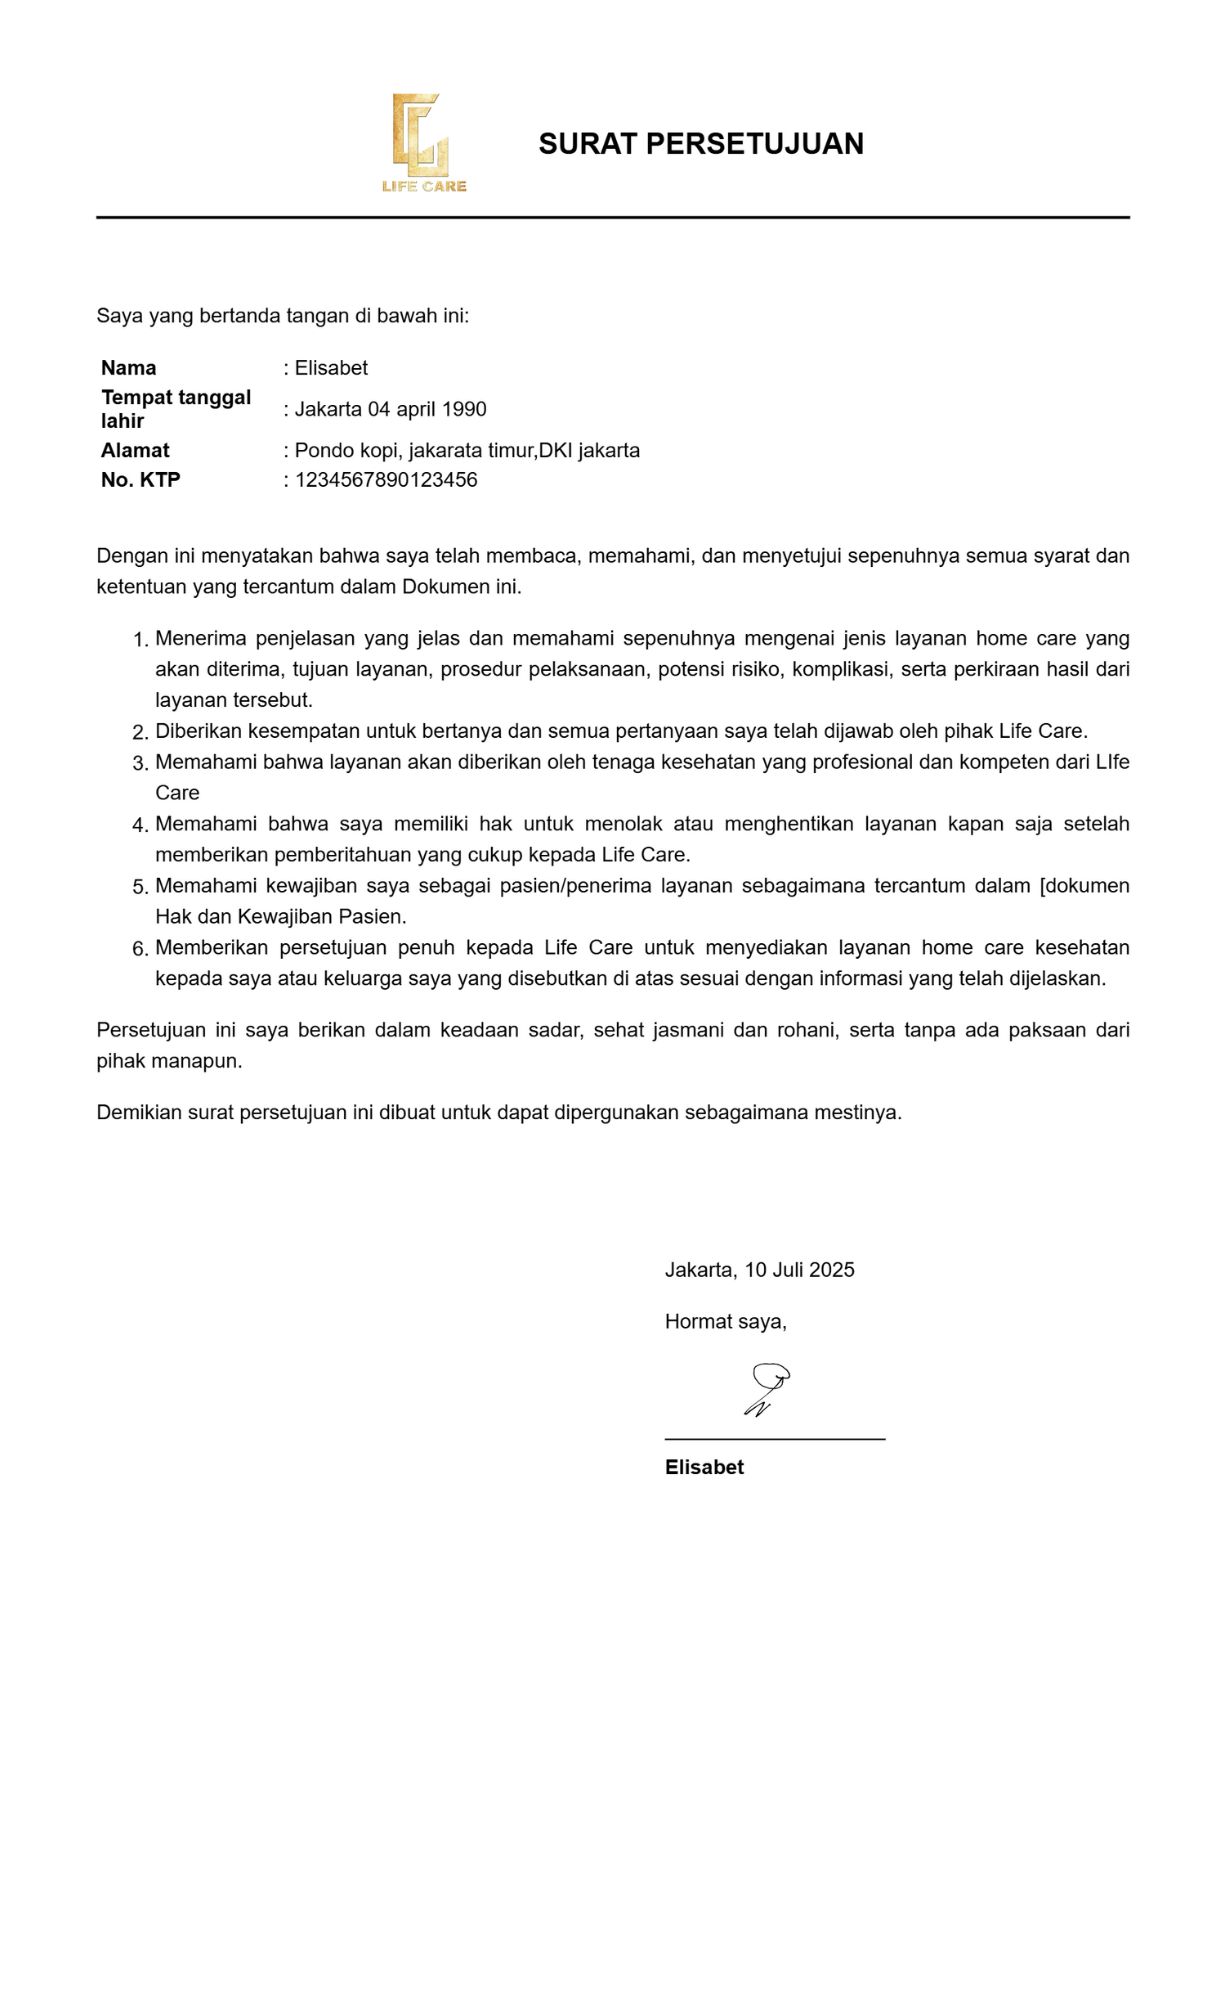 LIFE CARE
SURAT PERSETUJUAN
Saya yang bertanda tangan di bawah ini:
Nama : Elisabet
Tempat tanggal
lahir : Jakarta 04 april 1990
Alamat : Pondo kopi, jakarata timur,DKI jakarta
No. KTP : 1234567890123456
Dengan ini menyatakan bahwa saya telah membaca, memahami, dan menyetujui sepenuhnya semua syarat dan
ketentuan yang tercantum dalam Dokumen ini.
1. Menerima penjelasan yang jelas dan memahami sepenuhnya mengenai jenis layanan home care yang
akan diterima, tujuan layanan, prosedur pelaksanaan, potensi risiko, komplikasi, serta perkiraan hasil dari
layanan tersebut.
2. Diberikan kesempatan untuk bertanya dan semua pertanyaan saya telah dijawab oleh pihak Life Care.
3. Memahami bahwa layanan akan diberikan oleh tenaga kesehatan yang profesional dan kompeten dari LIfe
Care
4. Memahami bahwa saya memiliki hak untuk menolak atau menghentikan layanan kapan saja setelah
memberikan pemberitahuan yang cukup kepada Life Care.
5. Memahami kewajiban saya sebagai pasien/penerima layanan sebagaimana tercantum dalam [dokumen
Hak dan Kewajiban Pasien.
6. Memberikan persetujuan penuh kepada Life Care untuk menyediakan layanan home care kesehatan
kepada saya atau keluarga saya yang disebutkan di atas sesuai dengan informasi yang telah dijelaskan.
Persetujuan ini saya berikan dalam keadaan sadar, sehat jasmani dan rohani, serta tanpa ada paksaan dari
pihak manapun.
Demikian surat persetujuan ini dibuat untuk dapat dipergunakan sebagaimana mestinya.
Jakarta, 10 Juli 2025
Hormat saya,
Elisabet